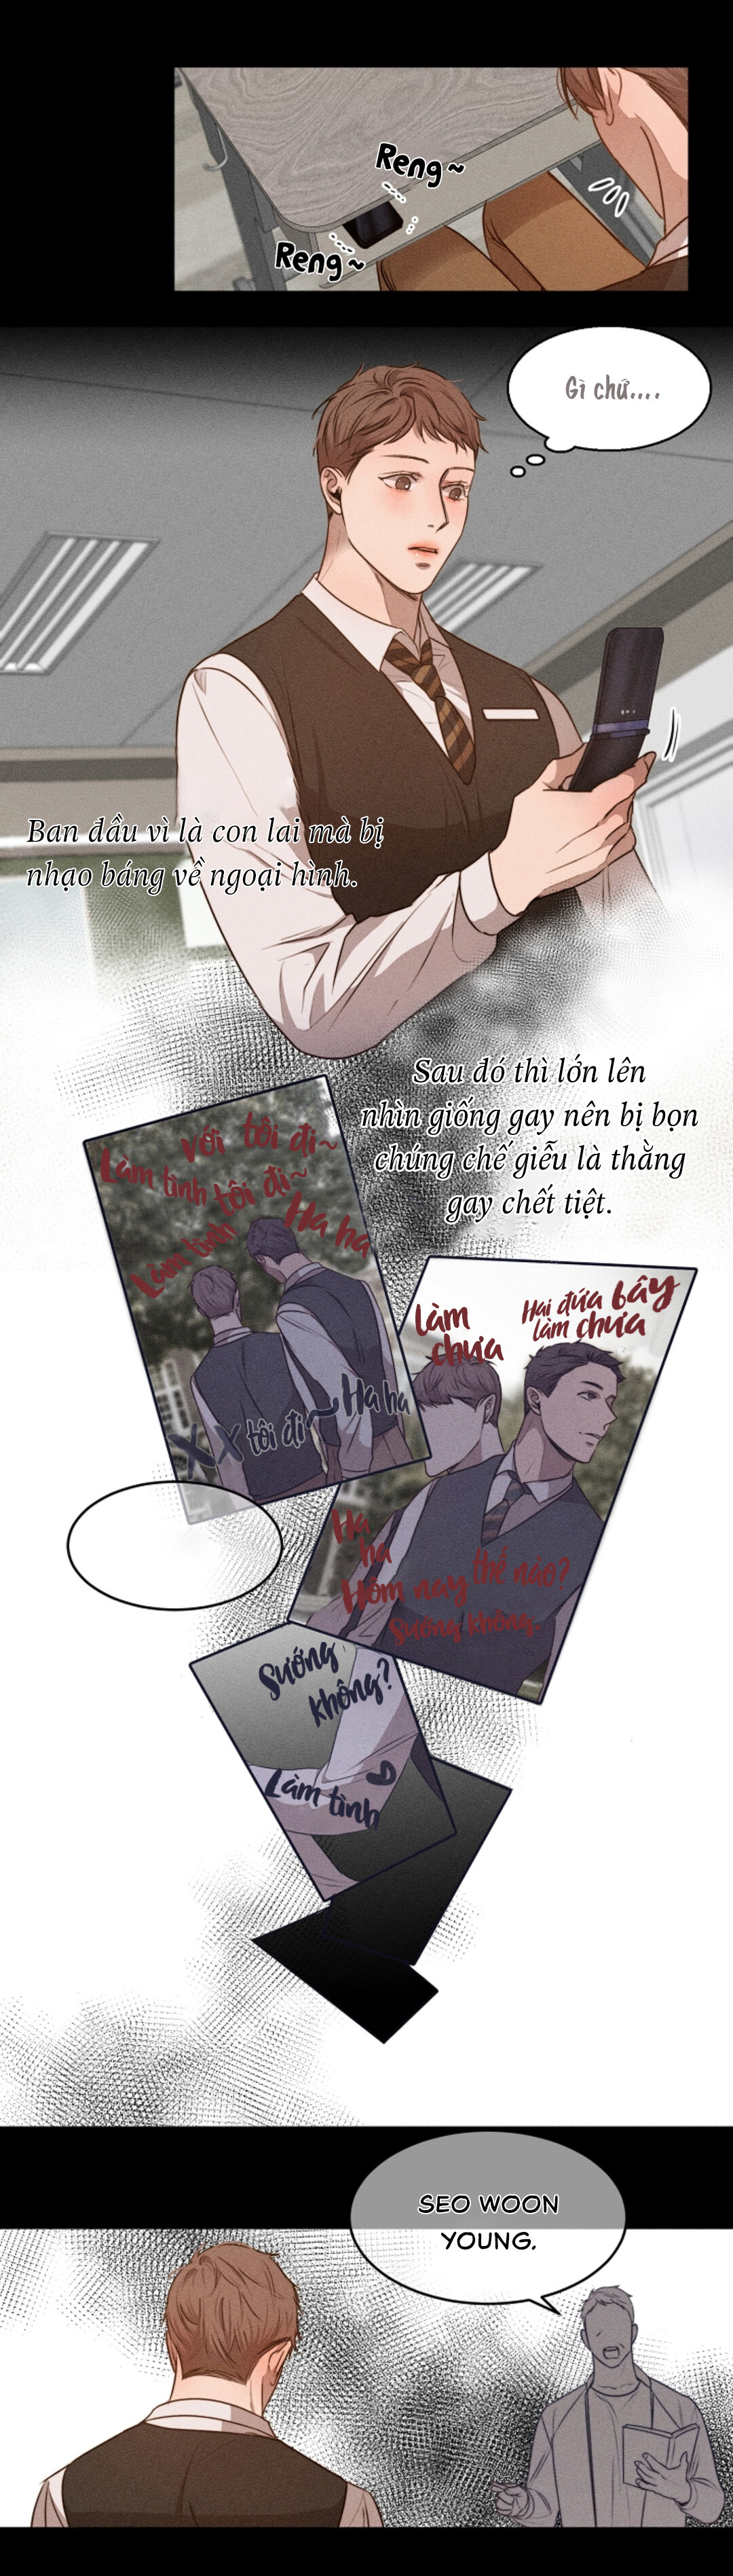 Reng~
Reng~
Gì chứ....
Ban đầu vì là con lai mà bị
nhạo báng về ngoại hình.
Sau đó thì lớn lên
nhìn giống gay nên bị bọn
chúng chế giễu là thằng
gay chết tiệt.
với tôi đi~
Làm tình tôi đi~
Làm tình
Ha ha
XX tôi đi~ Ha ha
làm
chưa
Hai đứa bây
làm chưa
Ha
ha
Hôm nay thế nào?
Sướng không?
Sướng
không?
Làm tình
SEO WOON
YOUNG.